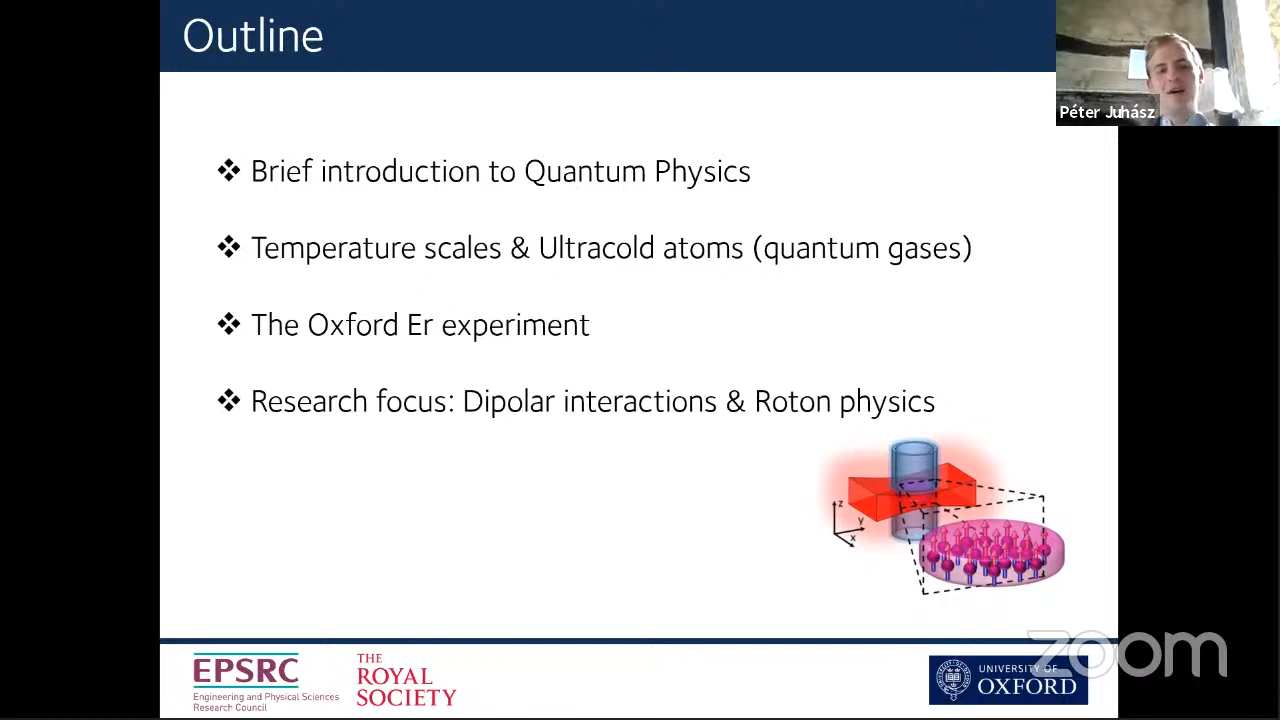 Outline
Péter Juhász
❖ Brief introduction to Quantum Physics
❖ Temperature scales & Ultracold atoms (quantum gases)
❖ The Oxford Er experiment
❖ Research focus: Dipolar interactions & Roton physics
z
y
x
EPSRC
Engineering and Physical Sciences
Research Council
THE
ROYAL
SOCIETY
UNIVERSITY OF
OXFORD
zoom